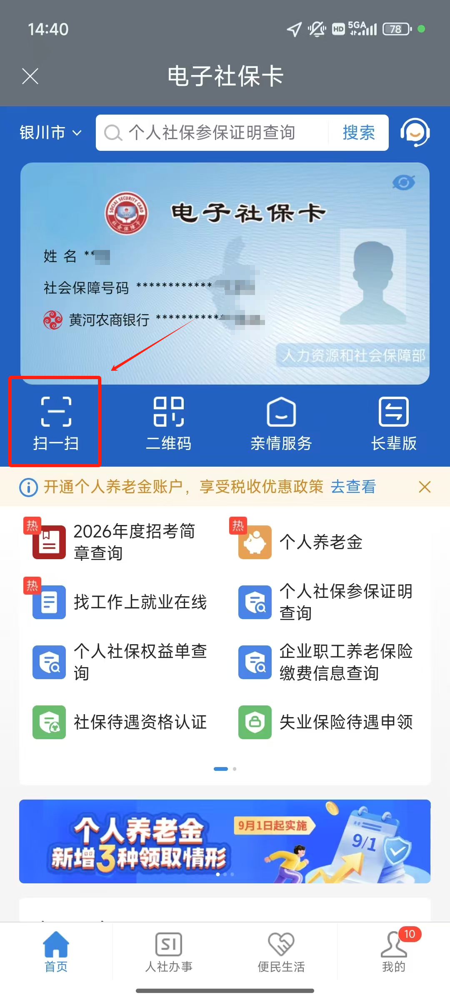 14:40
HD 5GA 78
电子社保卡
银川市
个人社保参保证明查询
搜索
SOCIAL SECURITY CARD
社会保障卡
电子社保卡
姓 名 **
社会保障号码 ************
黄河农商银行 **********
人力资源和社会保障部
扫一扫
二维码
亲情服务
长辈版
开通个人养老金账户，享受税收优惠政策 去查看
热
2026年度招考简
章查询
热
个人养老金
热
找工作上就业在线
个人社保参保证明
查询
个人社保权益单查
询
企业职工养老保险
缴费信息查询
社保待遇资格认证
失业保险待遇申领
个人养老金
新增3种领取情形
9月1日起实施
9/1
首页
SI
人社办事
便民生活
10
我的